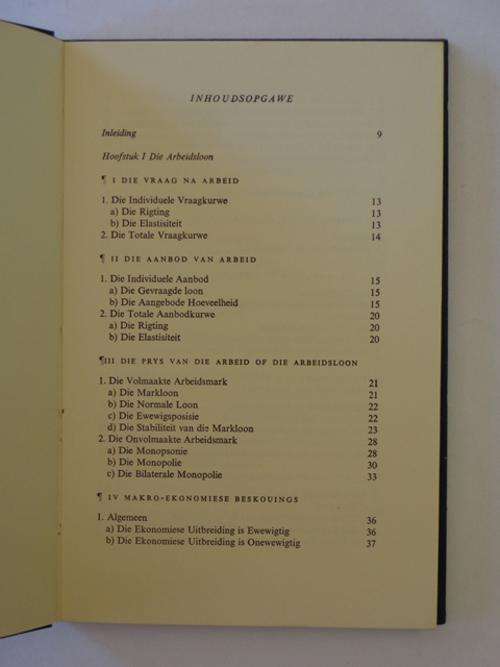 INHOUDSOPGAWE
Inleiding 9
Hoofstuk I Die Arbeidsloon
¶ I DIE VRAAG NA ARBEID
1. Die Individuele Vraagkurwe 13
a) Die Rigting 13
b) Die Elastisiteit 13
2. Die Totale Vraagkurwe 14
¶ II DIE AANBOD VAN ARBEID
1. Die Individuele Aanbod 15
a) Die Gevraagde loon 15
b) Die Aangebode Hoeveelheid 15
2. Die Totale Aanbodkurwe 20
a) Die Rigting 20
b) Die Elastisiteit 20
¶III DIE PRYS VAN DIE ARBEID OF DIE ARBEIDSLOON
1. Die Volmaakte Arbeidsmark 21
a) Die Markloon 21
b) Die Normale Loon 22
c) Die Ewewigsposisie 22
d) Die Stabiliteit van die Markloon 23
2. Die Onvolmaakte Arbeidsmark 28
a) Die Monopsonie 28
b) Die Monopolie 30
c) Die Bilaterale Monopolie 33
¶ IV MAKRO-EKONOMIESE BESKOUINGS
1. Algemeen 36
a) Die Ekonomiese Uitbreiding is Ewewigtig 36
b) Die Ekonomiese Uitbreiding is Onewewigtig 37